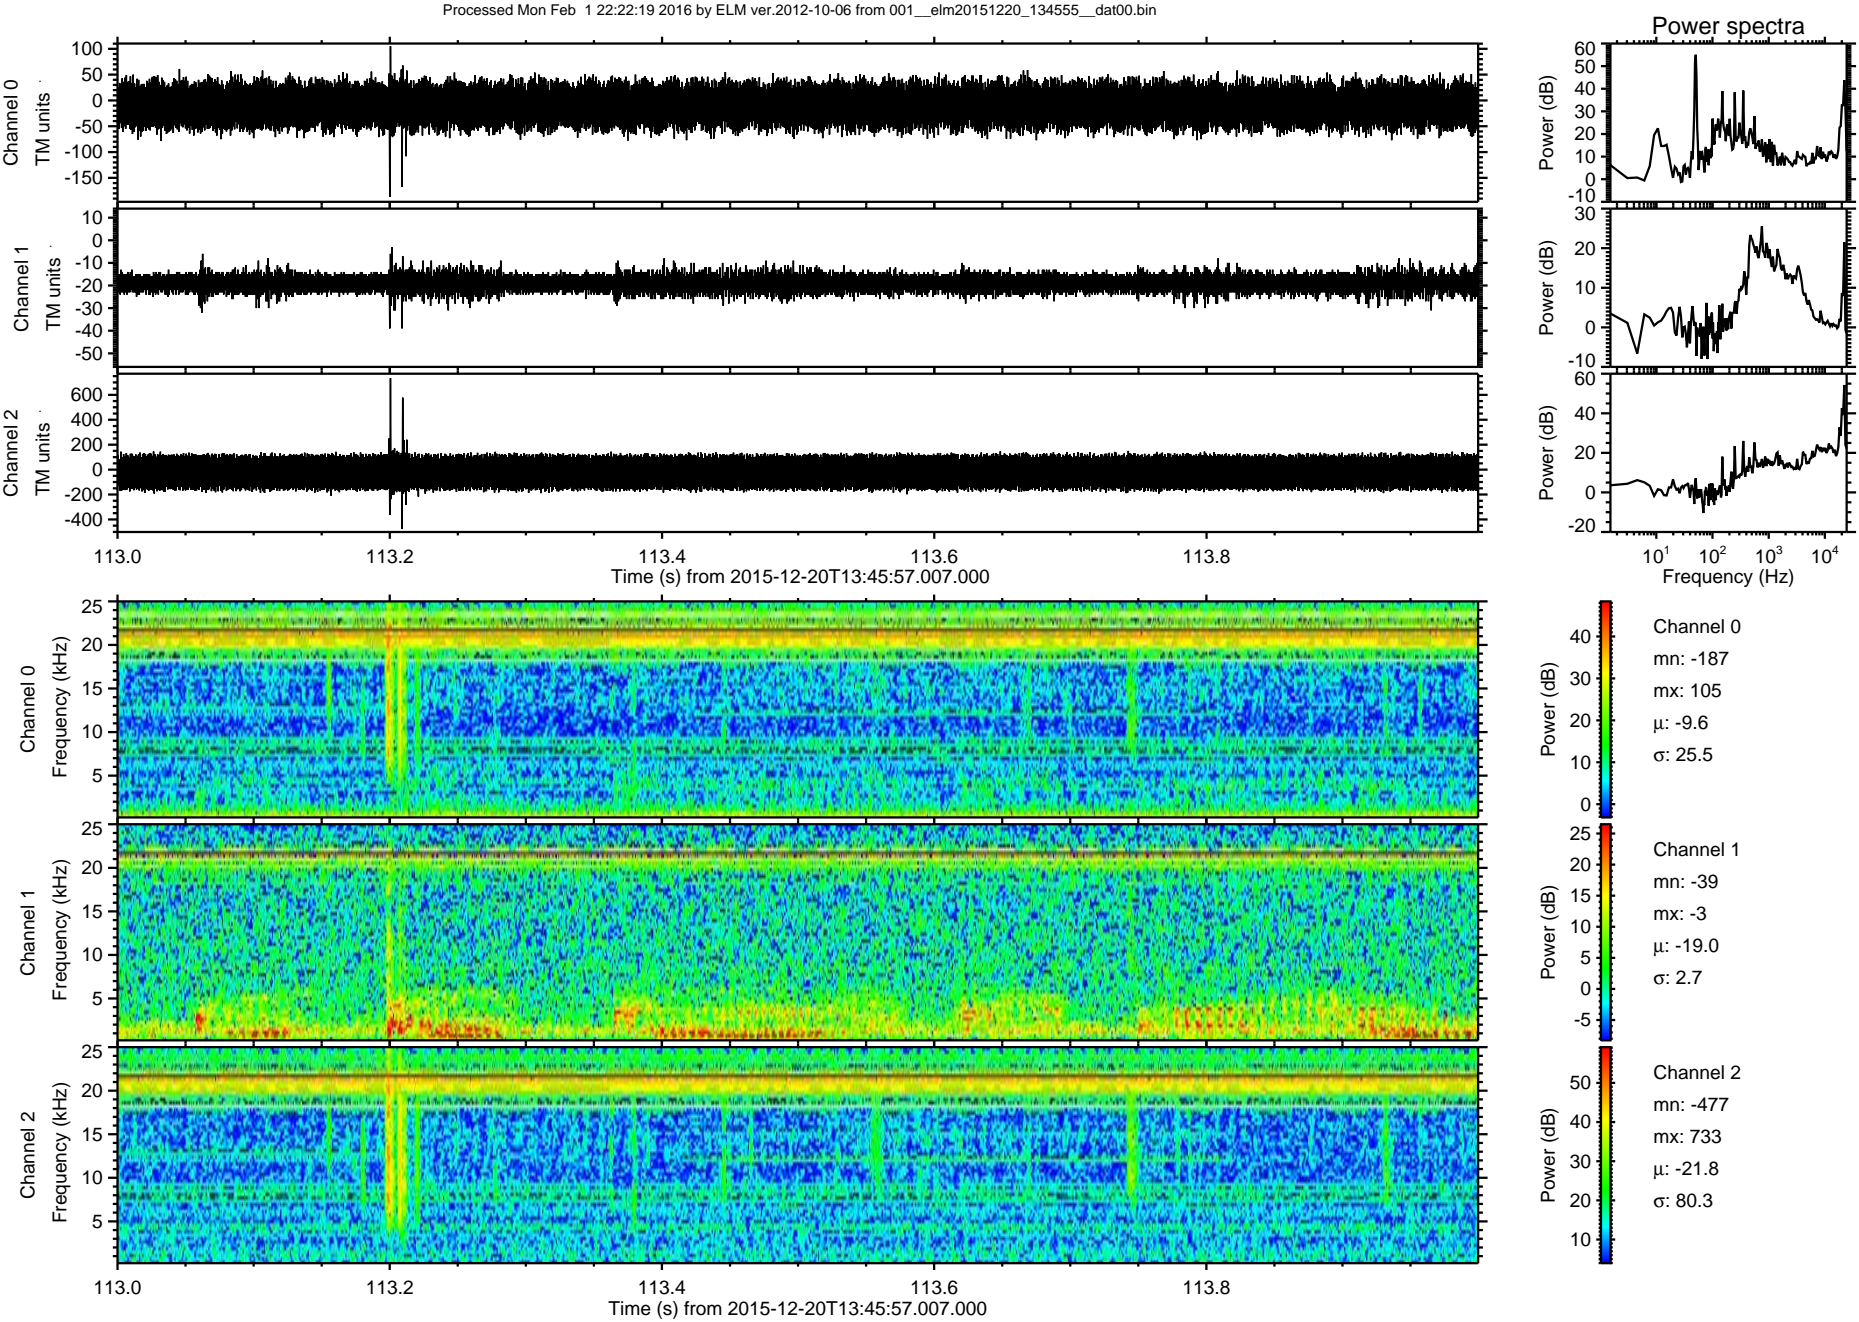 Processed Mon Feb  1 22:22:19 2016 by ELM ver.2012-10-06 from 001__elm20151220_134555__dat00.bin
Power spectra
Channel 0
TM units
100
50
0
-50
-100
-150
Power (dB)
60
50
40
30
20
10
0
-10
Channel 1
TM units
10
0
-10
-20
-30
-40
-50
Power (dB)
30
20
10
0
-10
Channel 2
TM units
600
400
200
0
-200
-400
Power (dB)
60
40
20
0
-20
113.0 113.2 113.4 113.6 113.8
Time (s) from 2015-12-20T13:45:57.007.000
10¹ 10² 10³ 10⁴
Frequency (Hz)
Channel 0
Frequency (kHz)
25
20
15
10
5
Power (dB)
40
30
20
10
0
Channel 0
mn: -187
mx: 105
μ: -9.6
σ: 25.5
Channel 1
Frequency (kHz)
25
20
15
10
5
Power (dB)
25
20
15
10
5
0
-5
Channel 1
mn: -39
mx: -3
μ: -19.0
σ: 2.7
Channel 2
Frequency (kHz)
25
20
15
10
5
Power (dB)
50
40
30
20
10
Channel 2
mn: -477
mx: 733
μ: -21.8
σ: 80.3
113.0 113.2 113.4 113.6 113.8
Time (s) from 2015-12-20T13:45:57.007.000